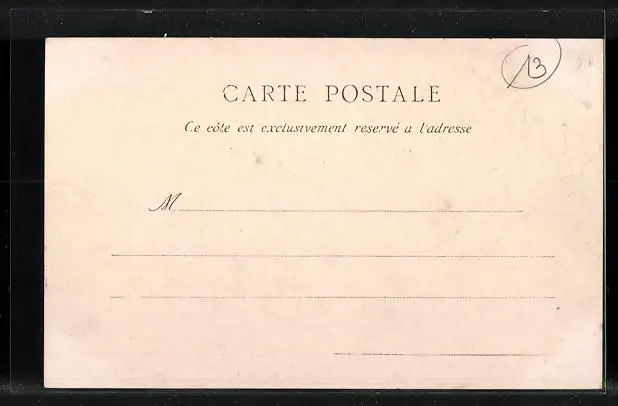 13
CARTE POSTALE
Ce côte est exclusivement reservé a l'adresse
M